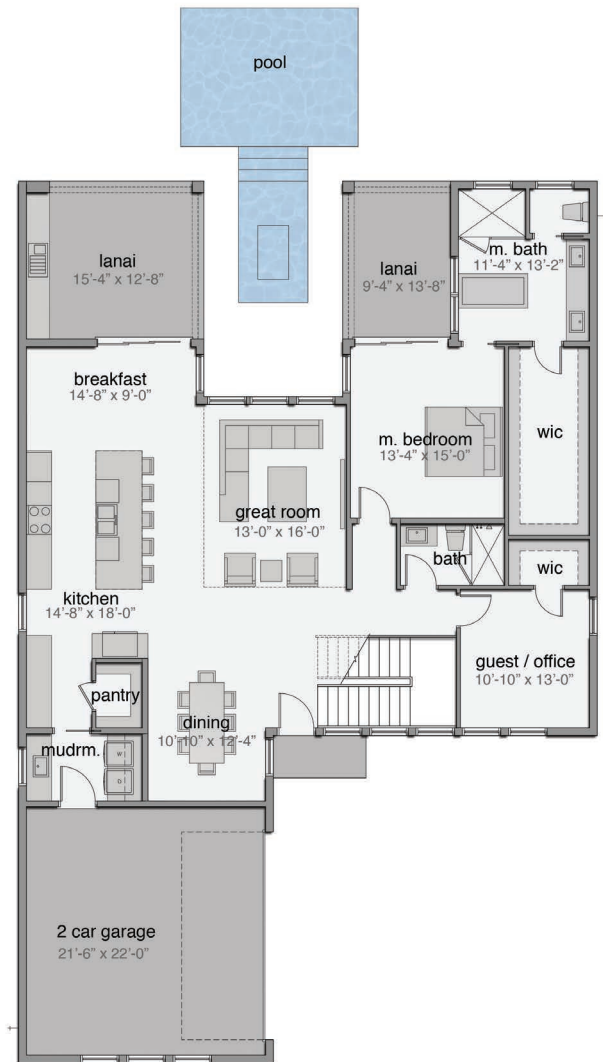 pool
lanai
15'-4" x 12'-8"
lanai
9'-4" x 13'-8"
m. bath
11'-4" x 13'-2"
breakfast
14'-8" x 9'-0"
m. bedroom
13'-4" x 15'-0"
wic
great room
13'-0" x 16'-0"
bath
wic
kitchen
14'-8" x 18'-0"
guest / office
10'-10" x 13'-0"
pantry
dining
10'-10" x 12'-4"
mudrm.
W
D
2 car garage
21'-6" x 22'-0"